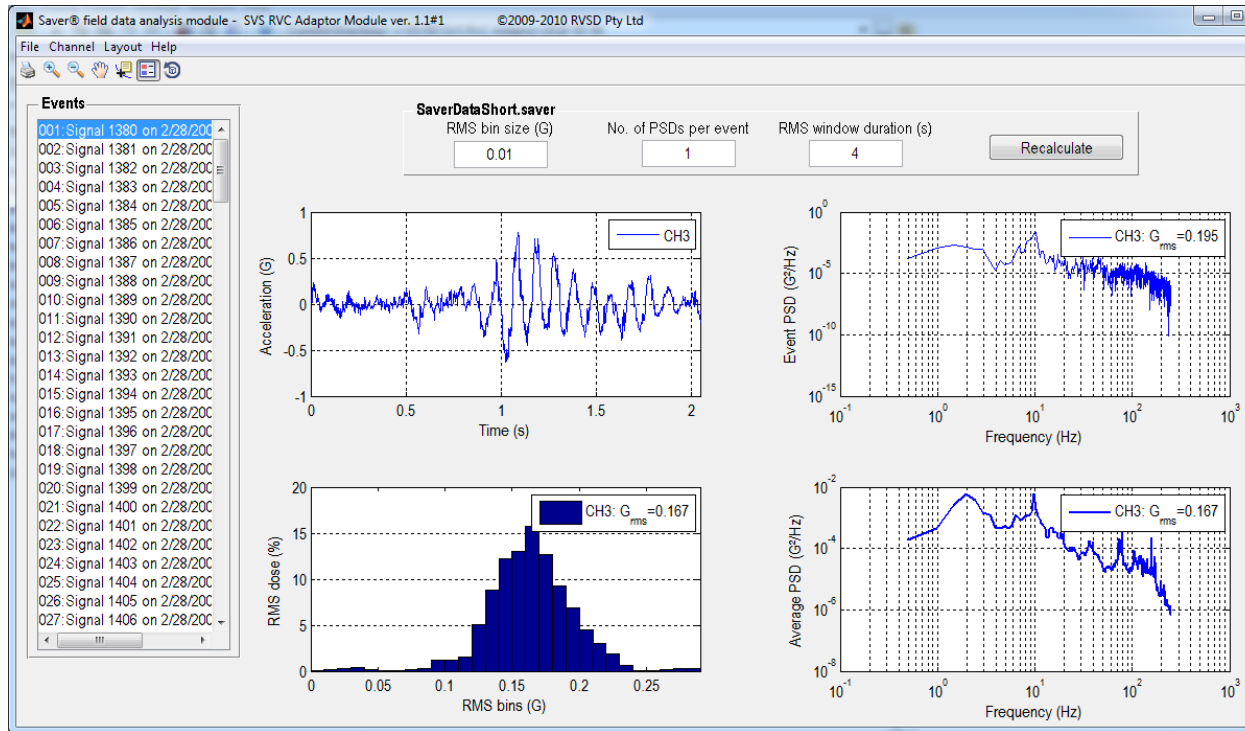 Saver® field data analysis module - SVS RVC Adaptor Module ver. 1.1#1 ©2009-2010 RVSD Pty Ltd
File Channel Layout Help
Events
001:Signal 1380 on 2/28/200
002:Signal 1381 on 2/28/200
003:Signal 1382 on 2/28/200
004:Signal 1383 on 2/28/200
005:Signal 1384 on 2/28/200
006:Signal 1385 on 2/28/200
007:Signal 1386 on 2/28/200
008:Signal 1387 on 2/28/200
009:Signal 1388 on 2/28/200
010:Signal 1389 on 2/28/200
011:Signal 1390 on 2/28/200
012:Signal 1391 on 2/28/200
013:Signal 1392 on 2/28/200
014:Signal 1393 on 2/28/200
015:Signal 1394 on 2/28/200
016:Signal 1395 on 2/28/200
017:Signal 1396 on 2/28/200
018:Signal 1397 on 2/28/200
019:Signal 1398 on 2/28/200
020:Signal 1399 on 2/28/200
021:Signal 1400 on 2/28/200
022:Signal 1401 on 2/28/200
023:Signal 1402 on 2/28/200
024:Signal 1403 on 2/28/200
025:Signal 1404 on 2/28/200
026:Signal 1405 on 2/28/200
027:Signal 1406 on 2/28/200
SaverDataShort.saver
RMS bin size (G) No. of PSDs per event RMS window duration (s)
0.01 1 4 Recalculate
Acceleration (G)
1
0.5
0
-0.5
-1
CH3
0 0.5 1 1.5 2
Time (s)
Event PSD (G²/Hz)
10^0
10^-5
10^-10
10^-15
CH3: G_rms=0.195
10^-1 10^0 10^1 10^2 10^3
Frequency (Hz)
RMS dose (%)
20
15
10
5
0
CH3: G_rms=0.167
0 0.05 0.1 0.15 0.2 0.25
RMS bins (G)
Average PSD (G²/Hz)
10^-2
10^-4
10^-6
10^-8
CH3: G_rms=0.167
10^-1 10^0 10^1 10^2 10^3
Frequency (Hz)